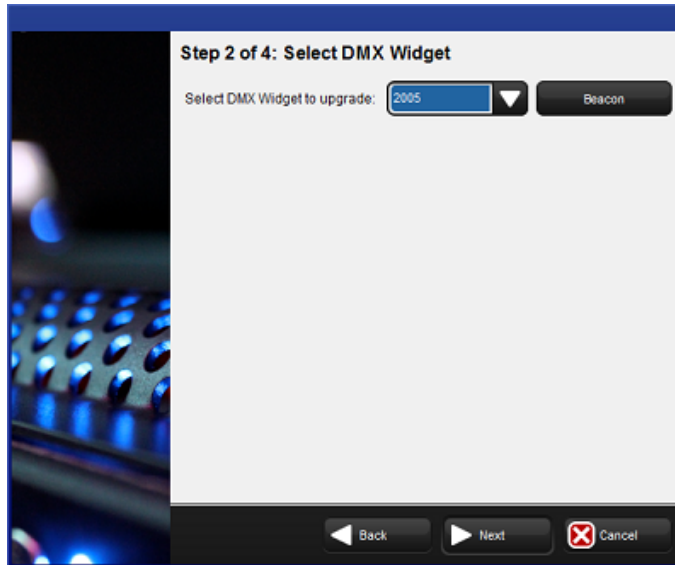 Step 2 of 4: Select DMX Widget
Select DMX Widget to upgrade: 2005 Beacon
Back Next Cancel